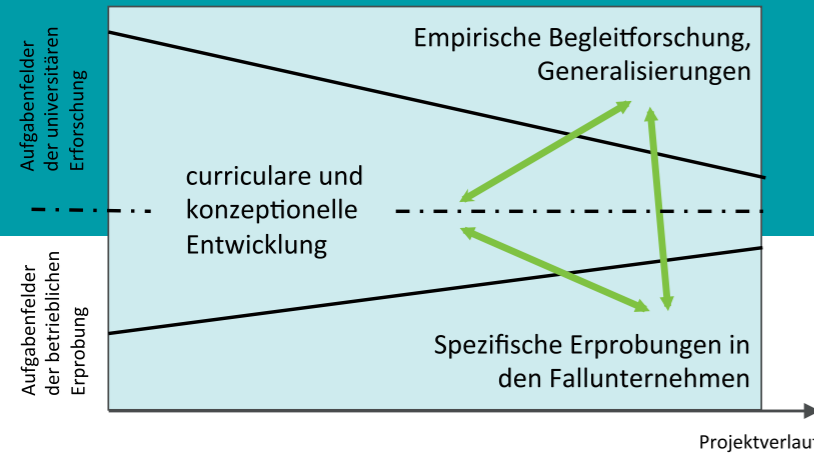 Aufgabenfelder
der universitären
Erforschung
Empirische Begleitforschung,
Generalisierungen
curriculare und
konzeptionelle
Entwicklung
Aufgabenfelder
der betrieblichen
Erprobung
Spezifische Erprobungen in
den Fallunternehmen
Projektverlauf